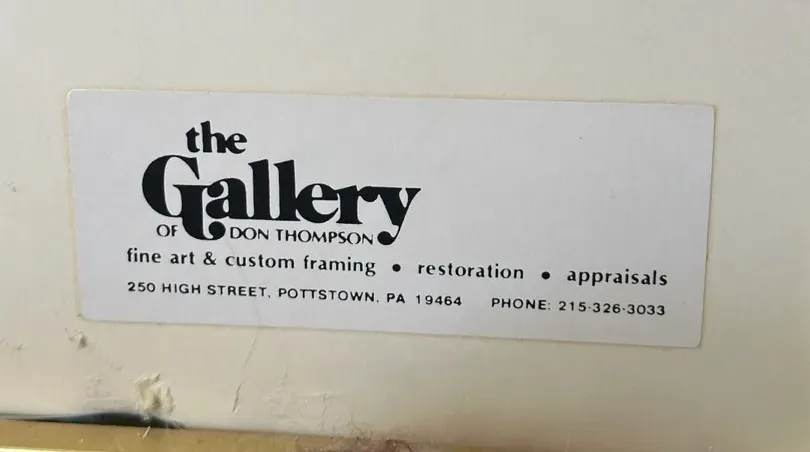 the
Gallery
OF DON THOMPSON
fine art & custom framing • restoration • appraisals
250 HIGH STREET, POTTSTOWN, PA 19464 PHONE: 215-326-3033